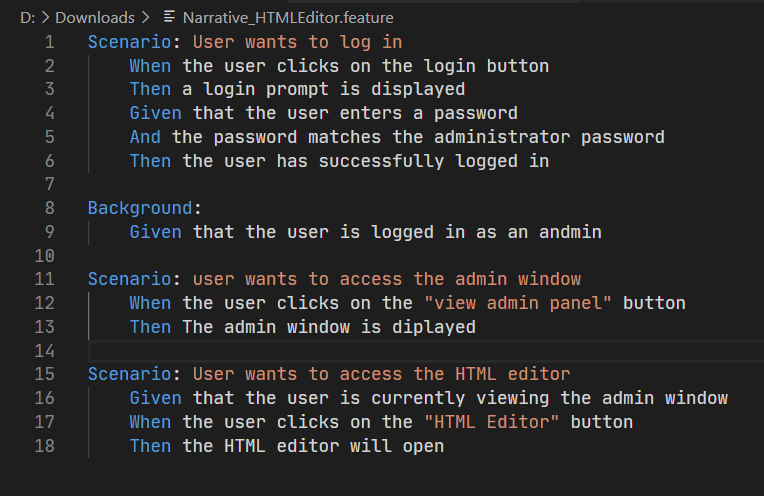 D: > Downloads > Narrative_HTMLEditor.feature
1 Scenario: User wants to log in
2 When the user clicks on the login button
3 Then a login prompt is displayed
4 Given that the user enters a password
5 And the password matches the administrator password
6 Then the user has successfully logged in
7
8 Background:
9 Given that the user is logged in as an andmin
10
11 Scenario: user wants to access the admin window
12 When the user clicks on the "view admin panel" button
13 Then The admin window is diplayed
14
15 Scenario: User wants to access the HTML editor
16 Given that the user is currently viewing the admin window
17 When the user clicks on the "HTML Editor" button
18 Then the HTML editor will open